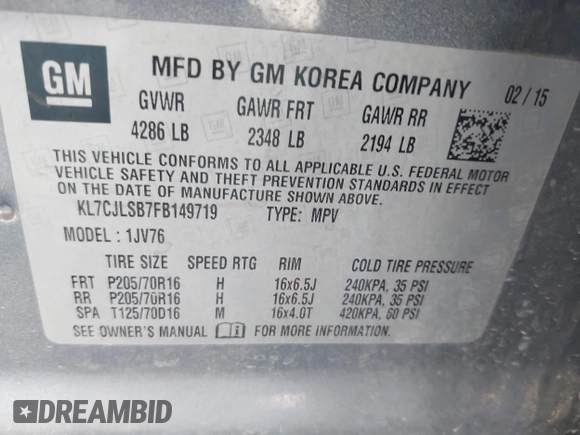 GM
MFD BY GM KOREA COMPANY 02/15
GVWR GAWR FRT GAWR RR
4286 LB 2348 LB 2194 LB
THIS VEHICLE CONFORMS TO ALL APPLICABLE U.S. FEDERAL MOTOR
VEHICLE SAFETY AND THEFT PREVENTION STANDARDS IN EFFECT
ON THE DATE OF MANUFACTURE SHOWN ABOVE.
KL7CJLSB7FB149719 TYPE: MPV
MODEL: 1JV76
TIRE SIZE SPEED RTG RIM COLD TIRE PRESSURE
FRT P205/70R16 H 16x6.5J 240KPA, 35 PSI
RR P205/70R16 H 16x6.5J 240KPA, 35 PSI
SPA T125/70D16 M 16x4.0T 420KPA, 60 PSI
SEE OWNER'S MANUAL FOR MORE INFORMATION.
DREAMBID